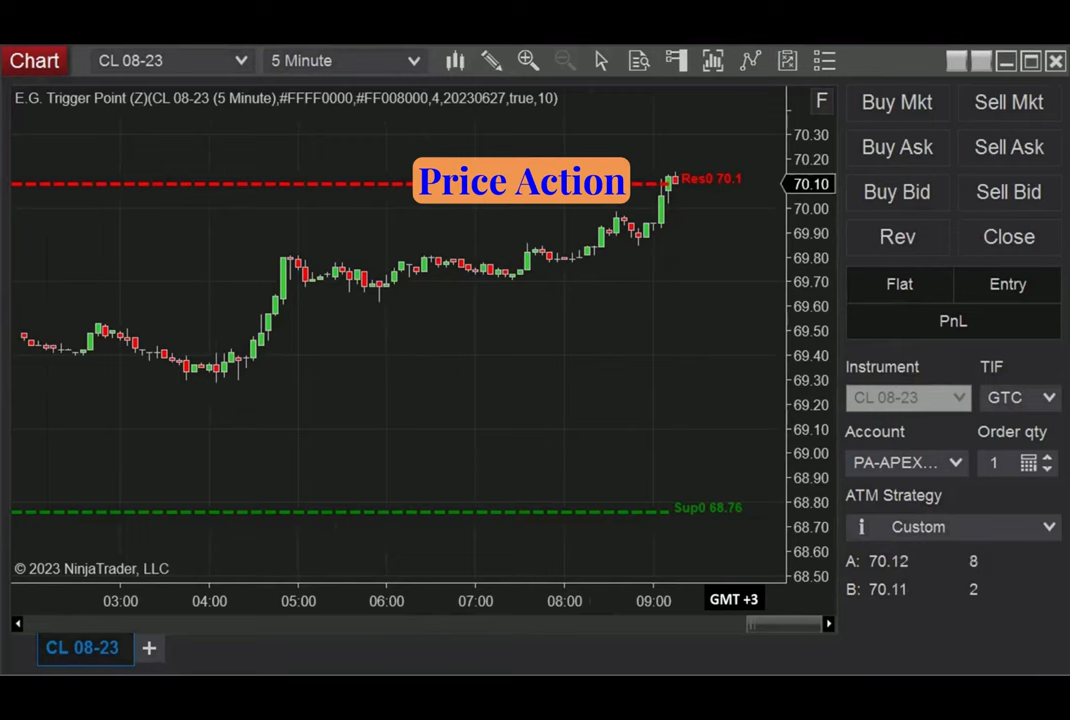 Chart CL 08-23 5 Minute
E.G. Trigger Point (Z)(CL 08-23 (5 Minute),#FFFF0000,#FF008000,4,20230627,true,10) F
Buy Mkt Sell Mkt
70.30
Buy Ask Sell Ask
70.20
Price Action Res0 70.1 70.10
Buy Bid Sell Bid
70.00
69.90
Rev Close
69.80
69.70
Flat Entry
69.60
PnL
69.50
69.40
Instrument TIF
69.30
CL 08-23 GTC
69.20
69.10
Account Order qty
69.00
PA-APEX... 1
68.90
ATM Strategy
68.80
Sup0 68.76
68.70
i Custom
68.60
A: 70.12 8
© 2023 NinjaTrader, LLC
68.50
B: 70.11 2
03:00 04:00 05:00 06:00 07:00 08:00 09:00 GMT +3
CL 08-23 +